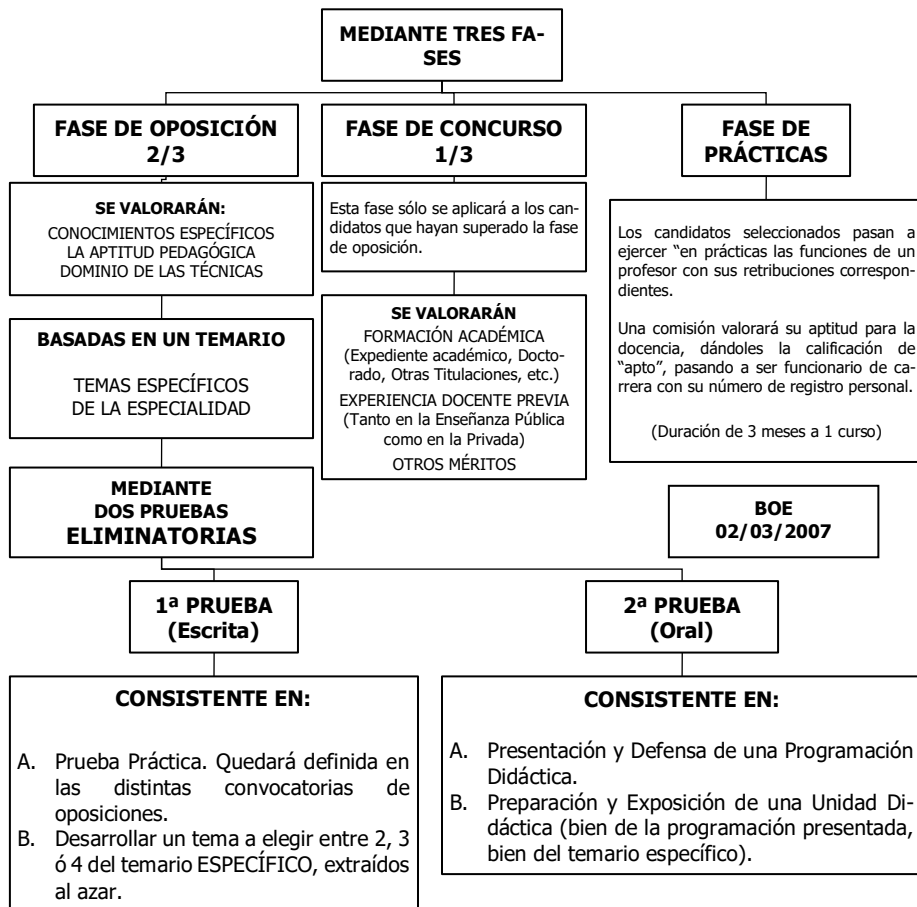 MEDIANTE TRES FA-
SES
FASE DE OPOSICIÓN
2/3
SE VALORARÁN:
CONOCIMIENTOS ESPECÍFICOS
LA APTITUD PEDAGÓGICA
DOMINIO DE LAS TÉCNICAS
BASADAS EN UN TEMARIO
TEMAS ESPECÍFICOS
DE LA ESPECIALIDAD
MEDIANTE
DOS PRUEBAS
ELIMINATORIAS
FASE DE CONCURSO
1/3
Esta fase sólo se aplicará a los can-
didatos que hayan superado la fase
de oposición.
SE VALORARÁN
FORMACIÓN ACADÉMICA
(Expediente académico, Docto-
rado, Otras Titulaciones, etc.)
EXPERIENCIA DOCENTE PREVIA
(Tanto en la Enseñanza Pública
como en la Privada)
OTROS MÉRITOS
FASE DE
PRÁCTICAS
Los candidatos seleccionados pasan a
ejercer “en prácticas las funciones de un
profesor con sus retribuciones correspon-
dientes.
Una comisión valorará su aptitud para la
docencia, dándoles la calificación de
“apto”, pasando a ser funcionario de ca-
rrera con su número de registro personal.
(Duración de 3 meses a 1 curso)
BOE
02/03/2007
1ª PRUEBA
(Escrita)
CONSISTENTE EN:
A. Prueba Práctica. Quedará definida en
las distintas convocatorias de
oposiciones.
B. Desarrollar un tema a elegir entre 2, 3
ó 4 del temario ESPECÍFICO, extraídos
al azar.
2ª PRUEBA
(Oral)
CONSISTENTE EN:
A. Presentación y Defensa de una Programación
Didáctica.
B. Preparación y Exposición de una Unidad Di-
dáctica (bien de la programación presentada,
bien del temario específico).